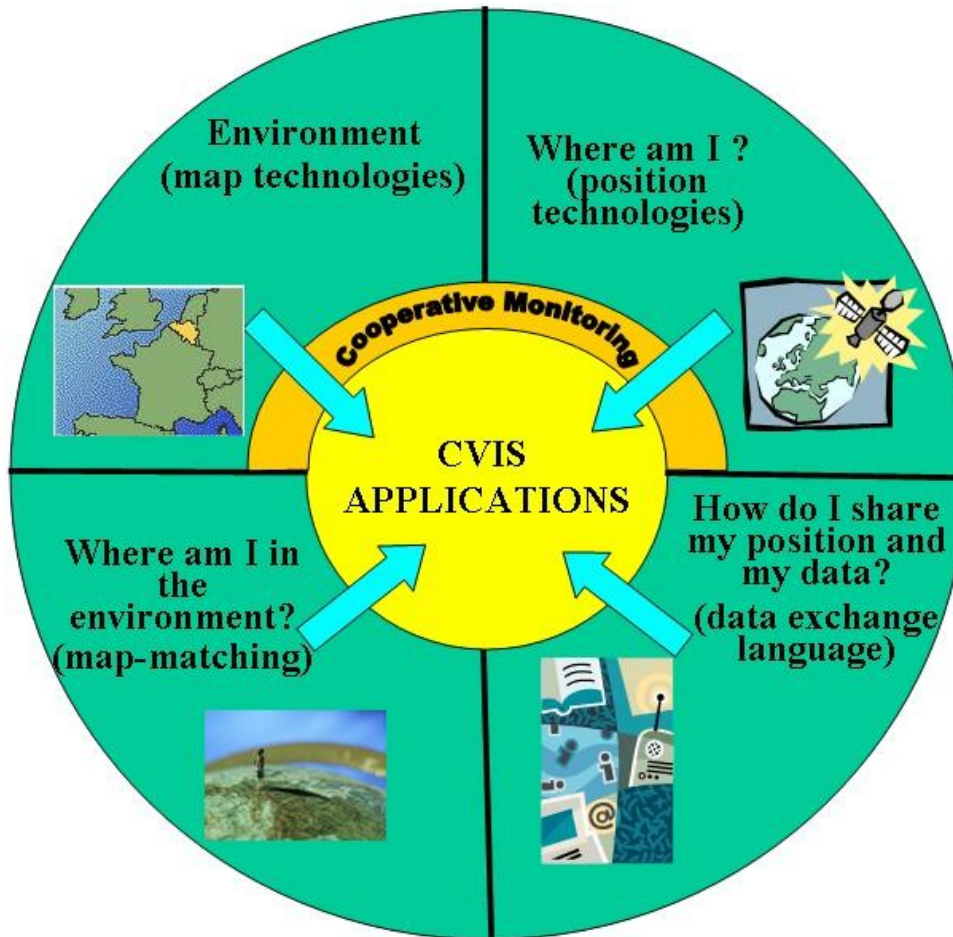 Environment
(map technologies)
Where am I ?
(position
technologies)
Cooperative Monitoring
CVIS
APPLICATIONS
Where am I in
the
environment?
(map-matching)
How do I share
my position and
my data?
(data exchange
language)
i
i
i
i
@